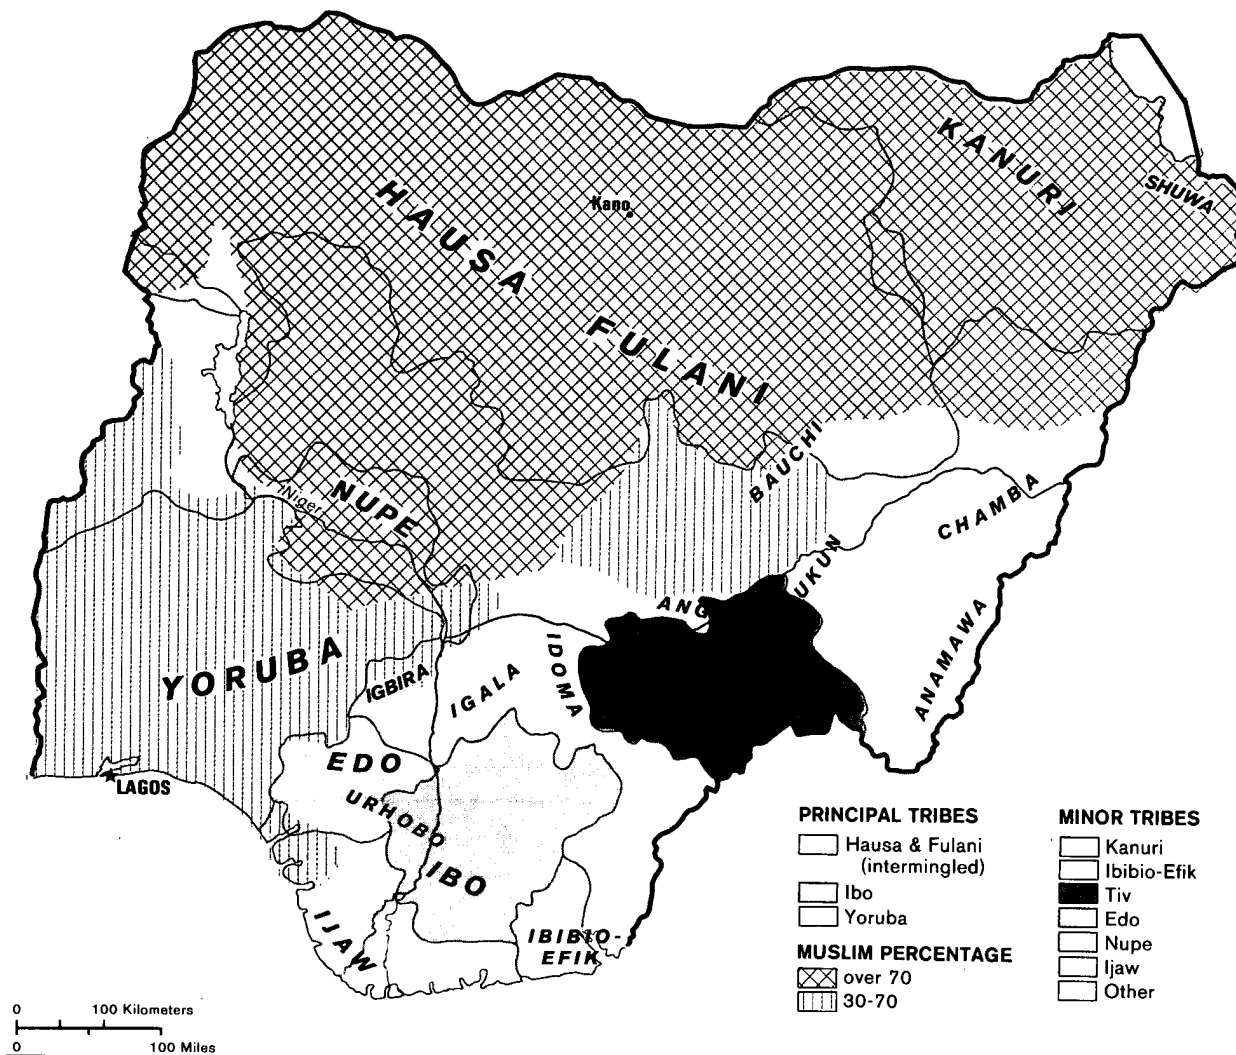 KANURI
SHUWA
Kano
HAUSA
FULANI
BAUCHI
NUPE
Niger
CHAMBA
UKUN
ANG
ANAMAWA
YORUBA
IDOMA
IGBIRA
IGALA
EDO
URHOBO
LAGOS
IBO
IJAW
IBIBIO-
EFIK
PRINCIPAL TRIBES
Hausa & Fulani
(intermingled)
Ibo
Yoruba
MUSLIM PERCENTAGE
over 70
30-70
MINOR TRIBES
Kanuri
Ibibio-Efik
Tiv
Edo
Nupe
Ijaw
Other
0 100 Kilometers
0 100 Miles